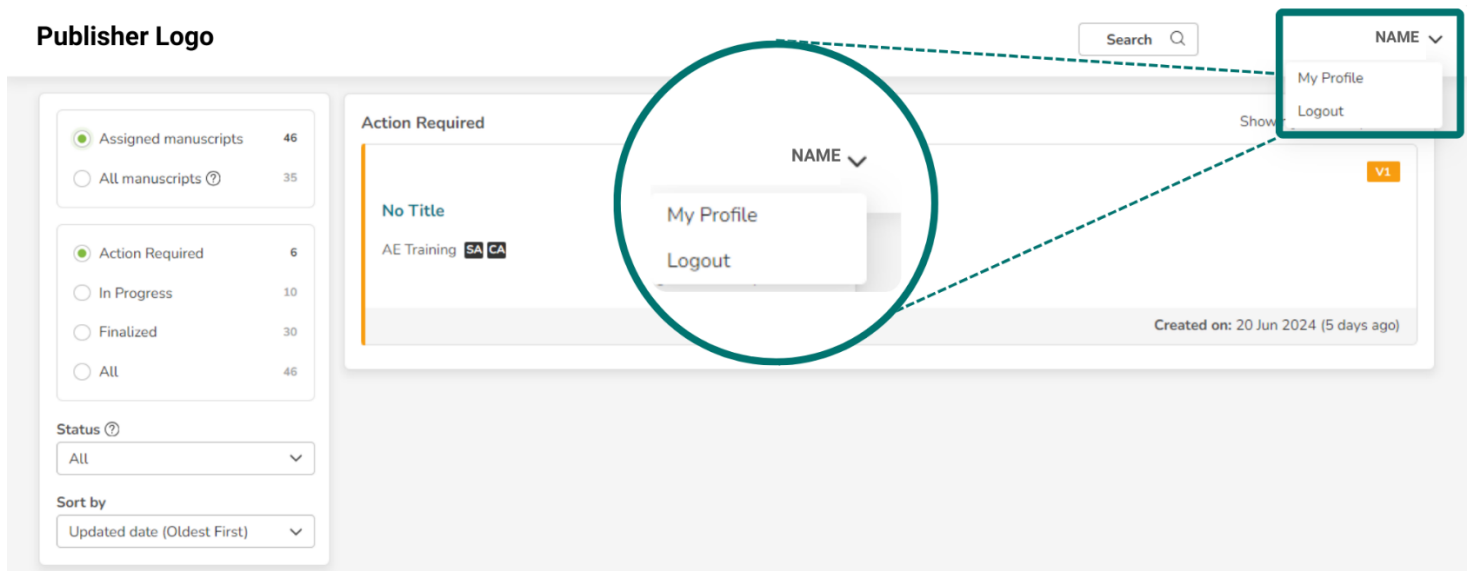 Publisher Logo
Search
NAME
My Profile
Logout
Assigned manuscripts 46
All manuscripts 35
Action Required 6
In Progress 10
Finalized 30
All 46
Status
All
Sort by
Updated date (Oldest First)
Action Required
V1
No Title
AE Training SA CA
Created on: 20 Jun 2024 (5 days ago)
NAME
My Profile
Logout